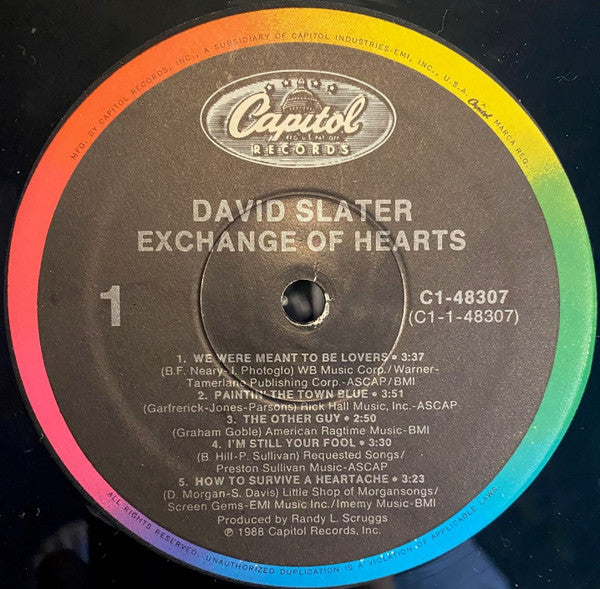 MFG. BY CAPITOL RECORDS, INC., A SUBSIDIARY OF CAPITOL INDUSTRIES-EMI, INC., U.S.A. Capitol MARCA REG.
Capitol
REG. U.S. PAT. OFF.
RECORDS
DAVID SLATER
EXCHANGE OF HEARTS
1
C1-48307
(C1-1-48307)
1. WE WERE MEANT TO BE LOVERS • 3:37
(B.F. Neary-J. Photoglo) WB Music Corp./Warner-
Tamerlane Publishing Corp.-ASCAP/BMI
2. PAINTIN' THE TOWN BLUE • 3:51
(Garfrerick-Jones-Parsons) Rick Hall Music, Inc.-ASCAP
3. THE OTHER GUY • 2:50
(Graham Goble) American Ragtime Music-BMI
4. I'M STILL YOUR FOOL • 3:30
(B. Hill-P. Sullivan) Requested Songs/
Preston Sullivan Music-ASCAP
5. HOW TO SURVIVE A HEARTACHE • 3:23
(D. Morgan-S. Davis) Little Shop of Morgansongs/
Screen Gems-EMI Music Inc./Imemy Music-BMI
Produced by Randy L. Scruggs
℗ 1988 Capitol Records, Inc.
ALL RIGHTS RESERVED. UNAUTHORIZED DUPLICATION IS A VIOLATION OF APPLICABLE LAWS.